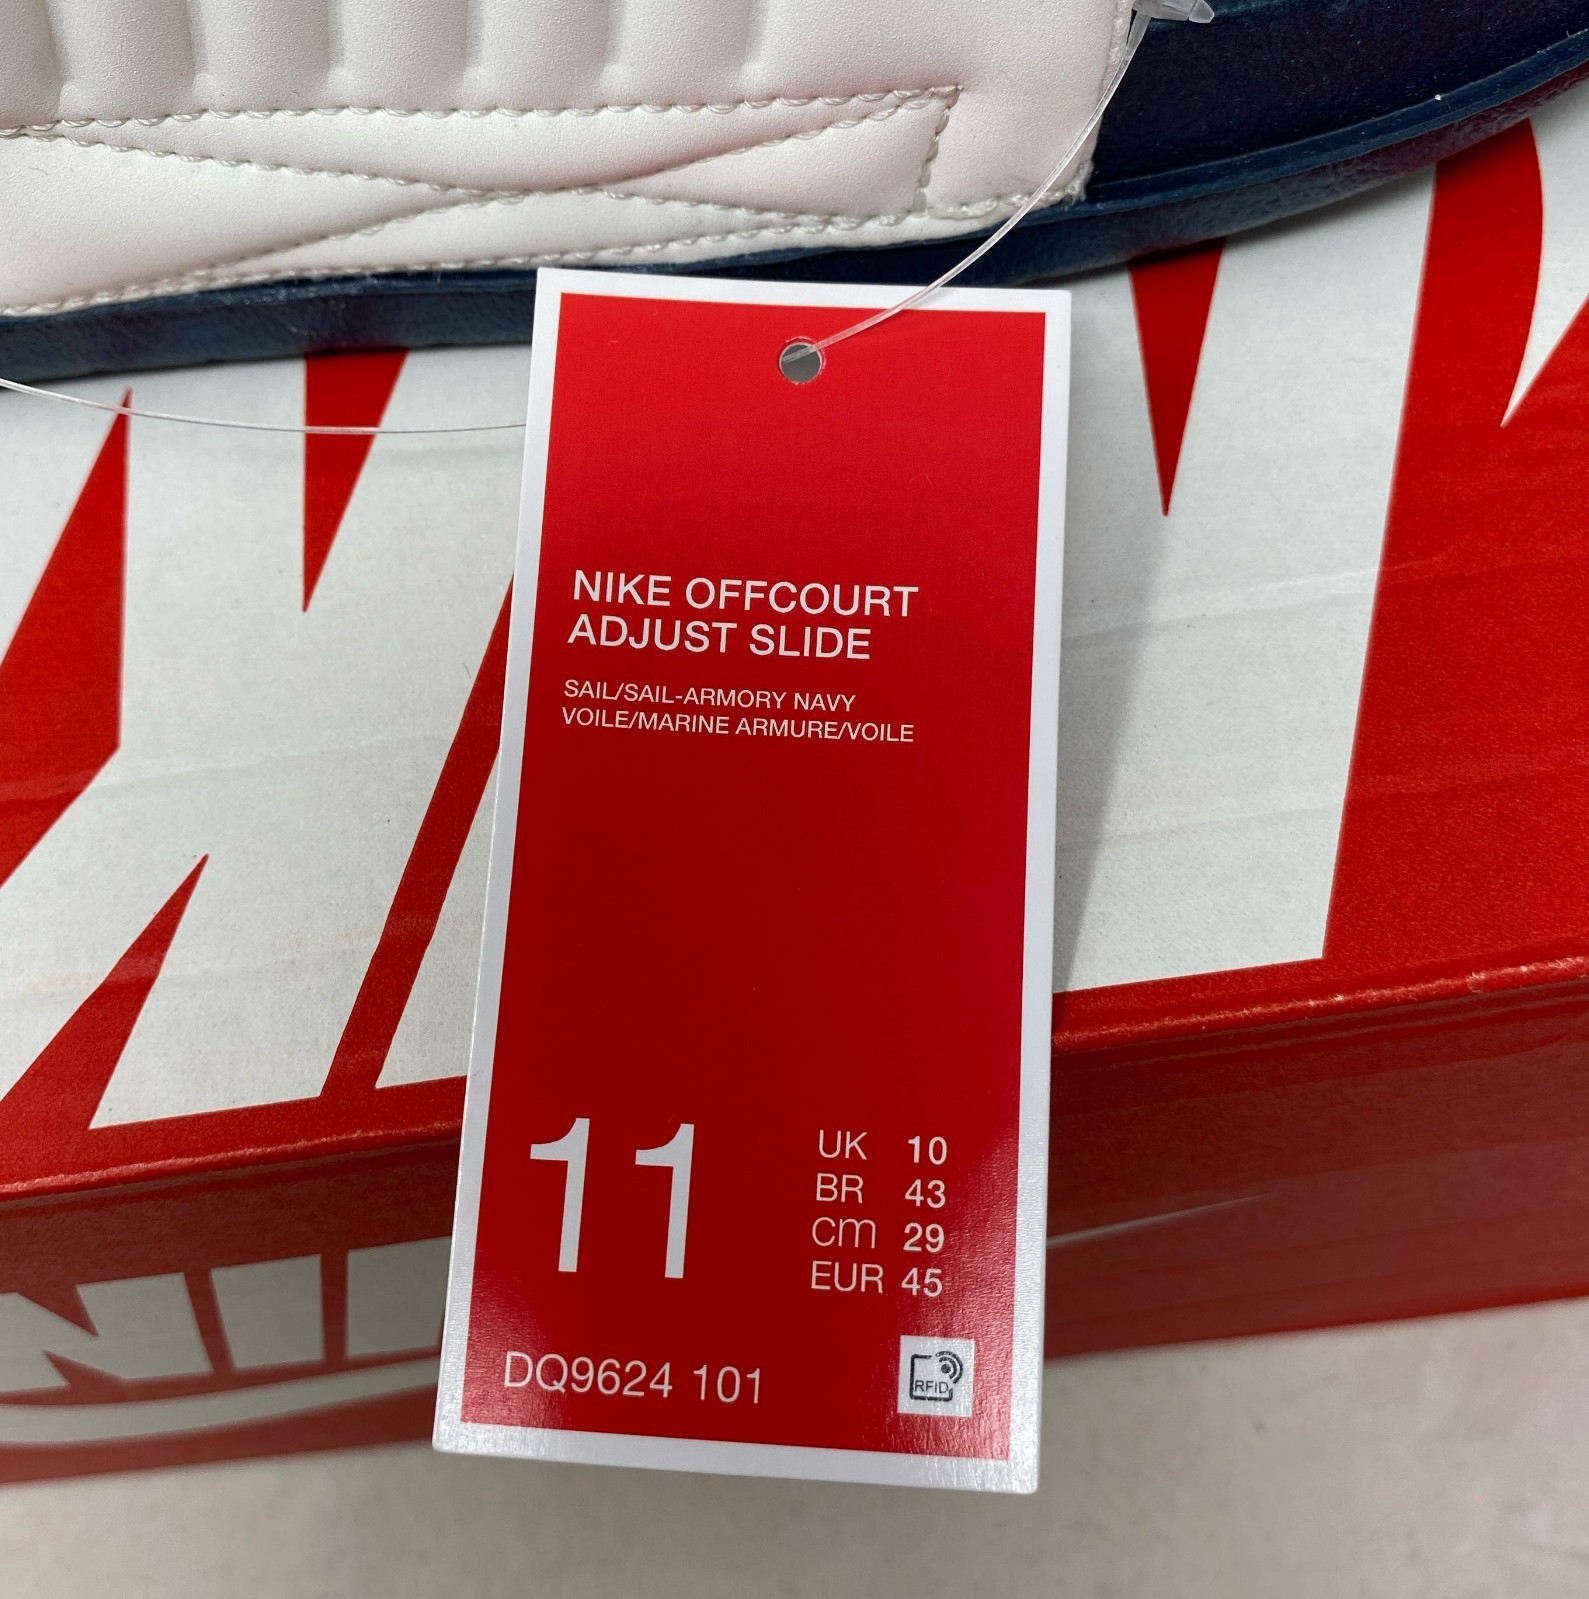 NIKE OFFCOURT
ADJUST SLIDE
SAIL/SAIL-ARMORY NAVY
VOILE/MARINE ARMURE/VOILE
11
UK 10
BR 43
cm 29
EUR 45
DQ9624 101
RFID